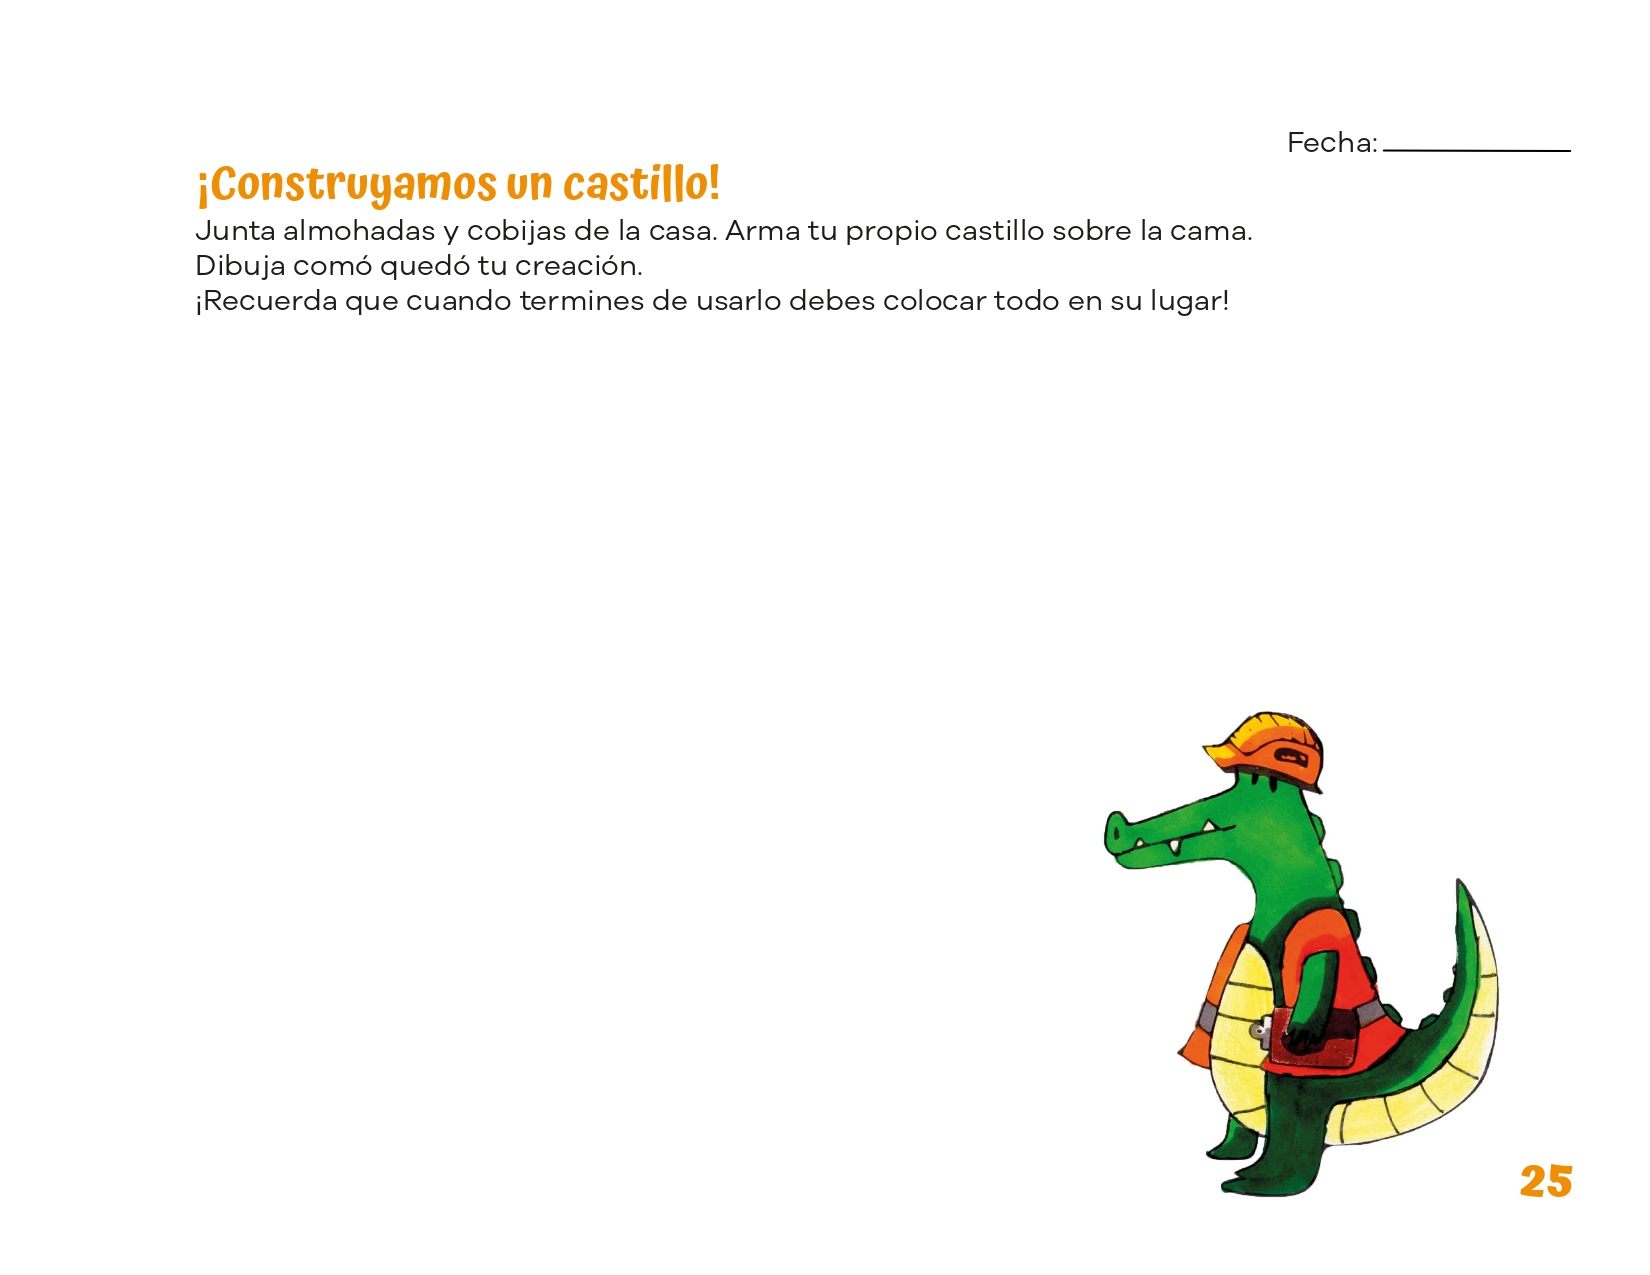 Fecha:
¡Construyamos un castillo!
Junta almohadas y cobijas de la casa. Arma tu propio castillo sobre la cama.
Dibuja comó quedó tu creación.
¡Recuerda que cuando termines de usarlo debes colocar todo en su lugar!
25